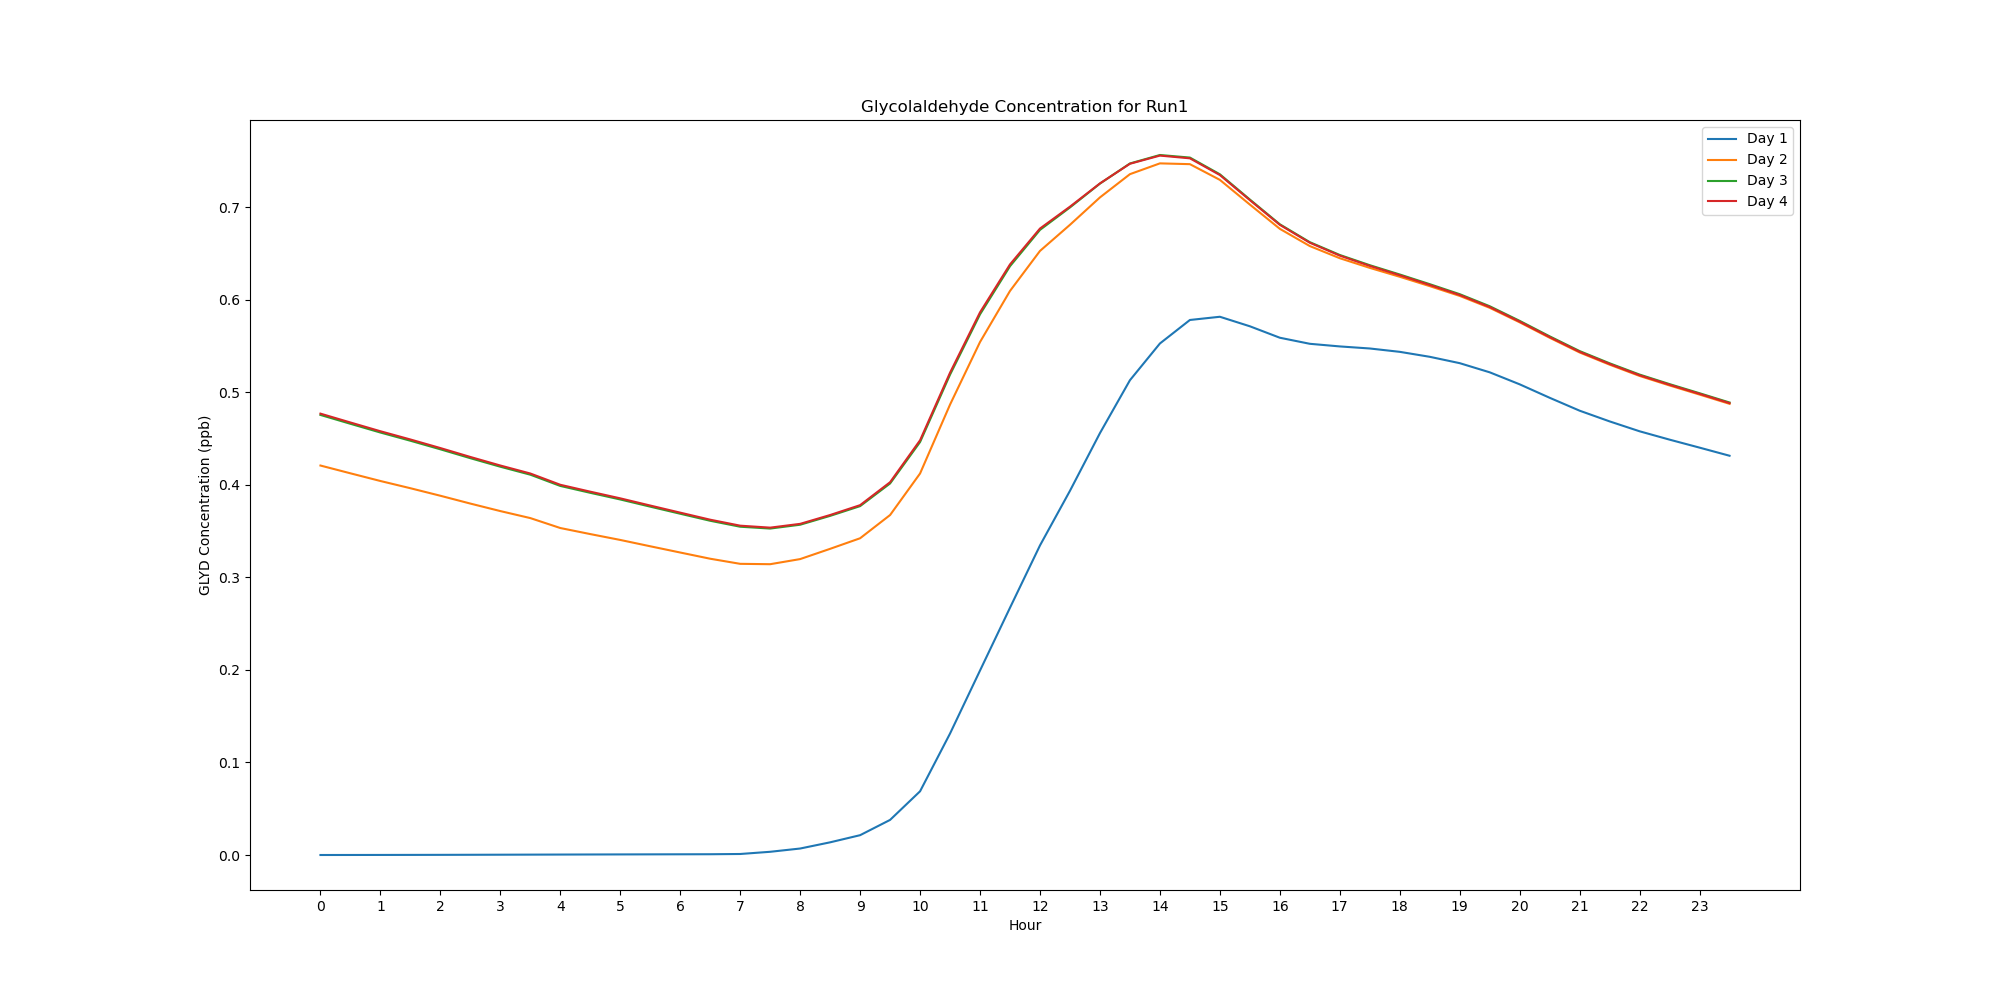 Glycolaldehyde Concentration for Run1
Day 1
Day 2
Day 3
Day 4
GLYD Concentration (ppb)
0.7
0.6
0.5
0.4
0.3
0.2
0.1
0.0
0 1 2 3 4 5 6 7 8 9 10 11 12 13 14 15 16 17 18 19 20 21 22 23
Hour